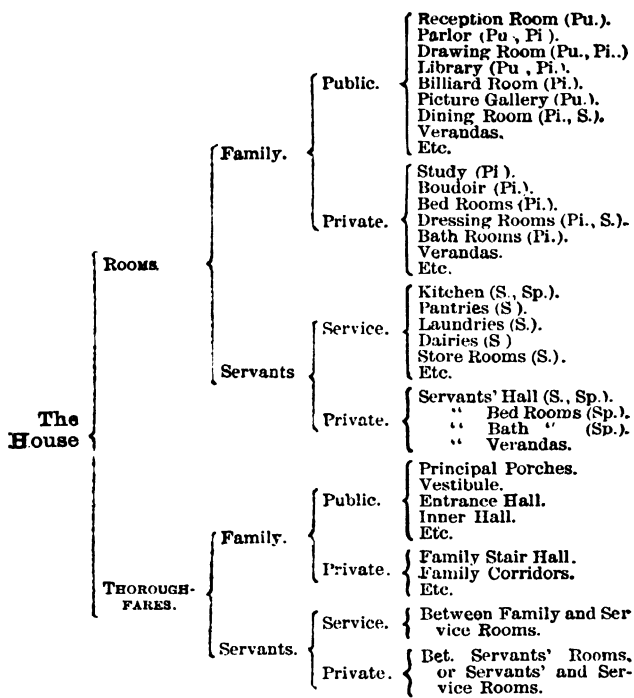 The
House
ROOMS
Family.
Public.
Reception Room (Pu.).
Parlor (Pu , Pi ).
Drawing Room (Pu., Pi..)
Library (Pu , Pi.).
Billiard Room (Pi.).
Picture Gallery (Pu.).
Dining Room (Pi., S.).
Verandas.
Etc.
Private.
Study (Pi ).
Boudoir (Pi.).
Bed Rooms (Pi.).
Dressing Rooms (Pi., S.).
Bath Rooms (Pi.).
Verandas.
Etc.
Servants
Service.
Kitchen (S., Sp.).
Pantries (S ).
Laundries (S.).
Dairies (S )
Store Rooms (S.).
Etc.
Private.
Servants' Hall (S., Sp.).
“ Bed Rooms (Sp.).
“ Bath “ (Sp.).
“ Verandas.
THOROUGH-
FARES.
Family.
Public.
Principal Porches.
Vestibule.
Entrance Hall.
Inner Hall.
Etc.
Private.
Family Stair Hall.
Family Corridors.
Etc.
Servants.
Service.
Between Family and Ser
vice Rooms.
Private.
Bet. Servants' Rooms,
or Servants' and Ser-
vice Rooms.